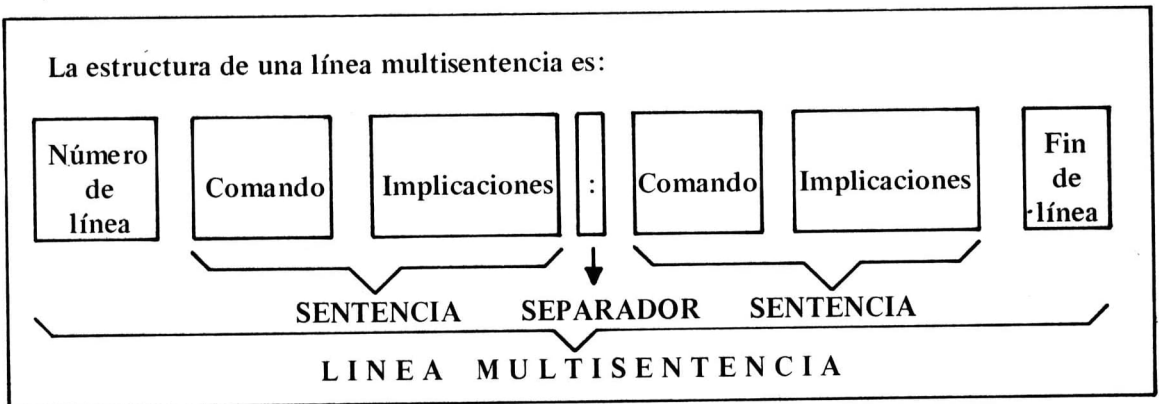 La estructura de una línea multisentencia es:
Número
de
línea
Comando
Implicaciones
:
Comando
Implicaciones
Fin
de
línea
SENTENCIA SEPARADOR SENTENCIA
LINEA MULTISENTENCIA